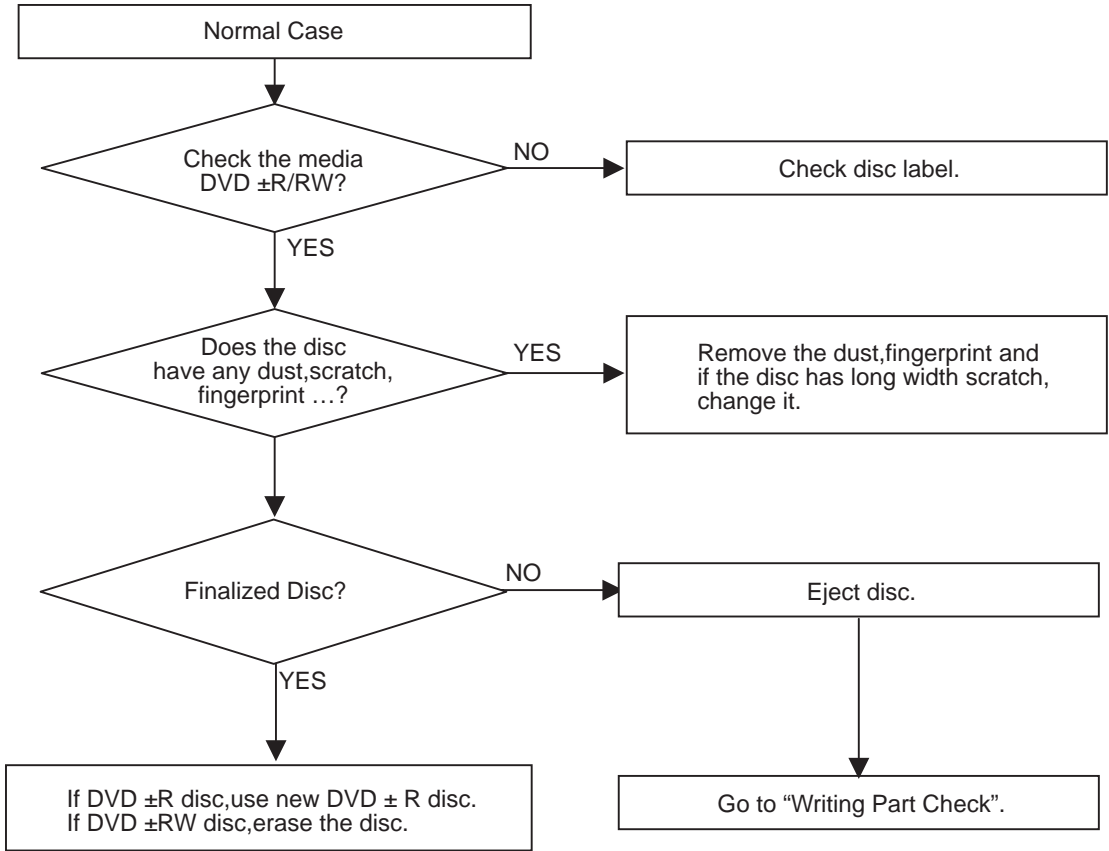 Normal Case
Check the media
DVD ±R/RW?
NO
Check disc label.
YES
Does the disc
have any dust,scratch,
fingerprint …?
YES
Remove the dust,fingerprint and
if the disc has long width scratch,
change it.
Finalized Disc?
NO
Eject disc.
YES
If DVD ±R disc,use new DVD ± R disc.
If DVD ±RW disc,erase the disc.
Go to “Writing Part Check”.